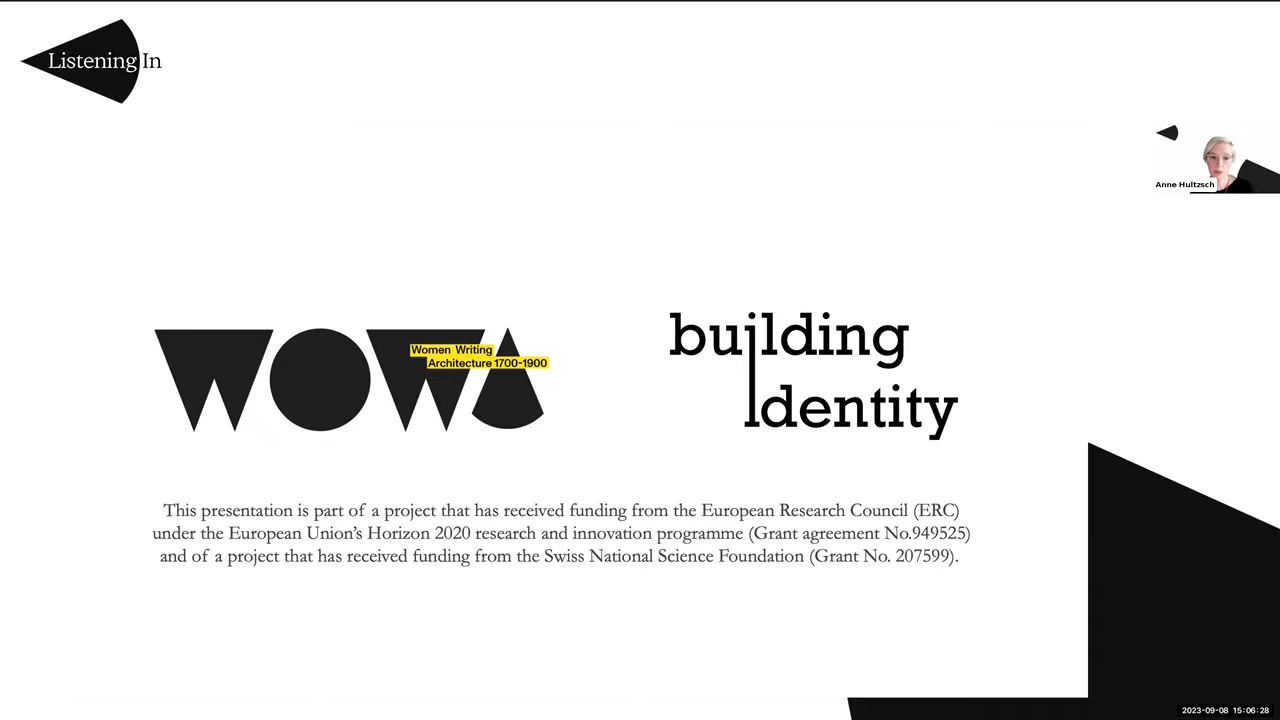 Listening In
Anne Hultzsch
WOWA
Women Writing
Architecture 1700-1900
building
Identity
This presentation is part of a project that has received funding from the European Research Council (ERC)
under the European Union's Horizon 2020 research and innovation programme (Grant agreement No.949525)
and of a project that has received funding from the Swiss National Science Foundation (Grant No. 207599).
2023-09-08 15:06:28